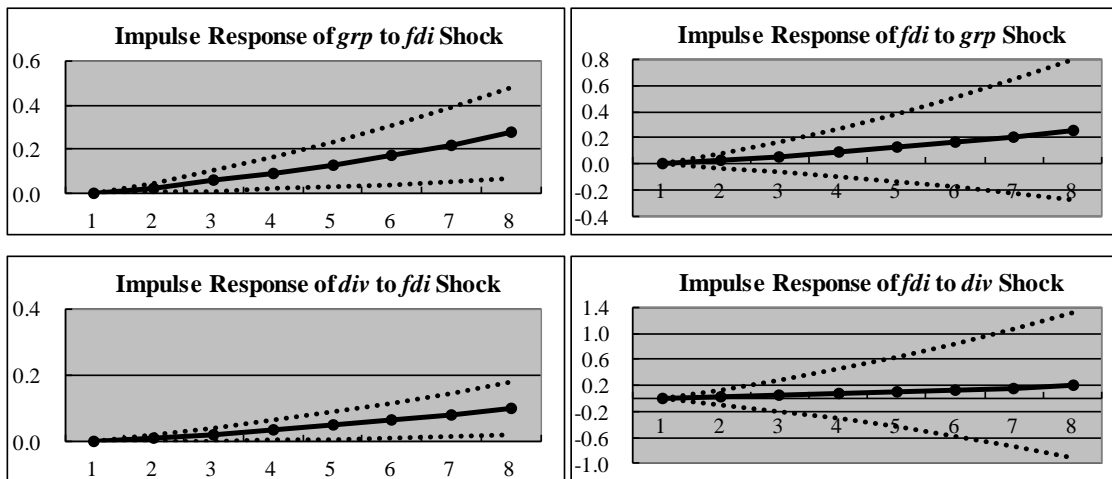 Impulse Response of grp to fdi Shock
0.6
0.4
0.2
0.0
1 2 3 4 5 6 7 8
Impulse Response of fdi to grp Shock
0.8
0.6
0.4
0.2
0.0
-0.2
-0.4
1 2 3 4 5 6 7 8
Impulse Response of div to fdi Shock
0.4
0.2
0.0
1 2 3 4 5 6 7 8
Impulse Response of fdi to div Shock
1.4
1.0
0.6
0.2
-0.2
-0.6
-1.0
1 2 3 4 5 6 7 8